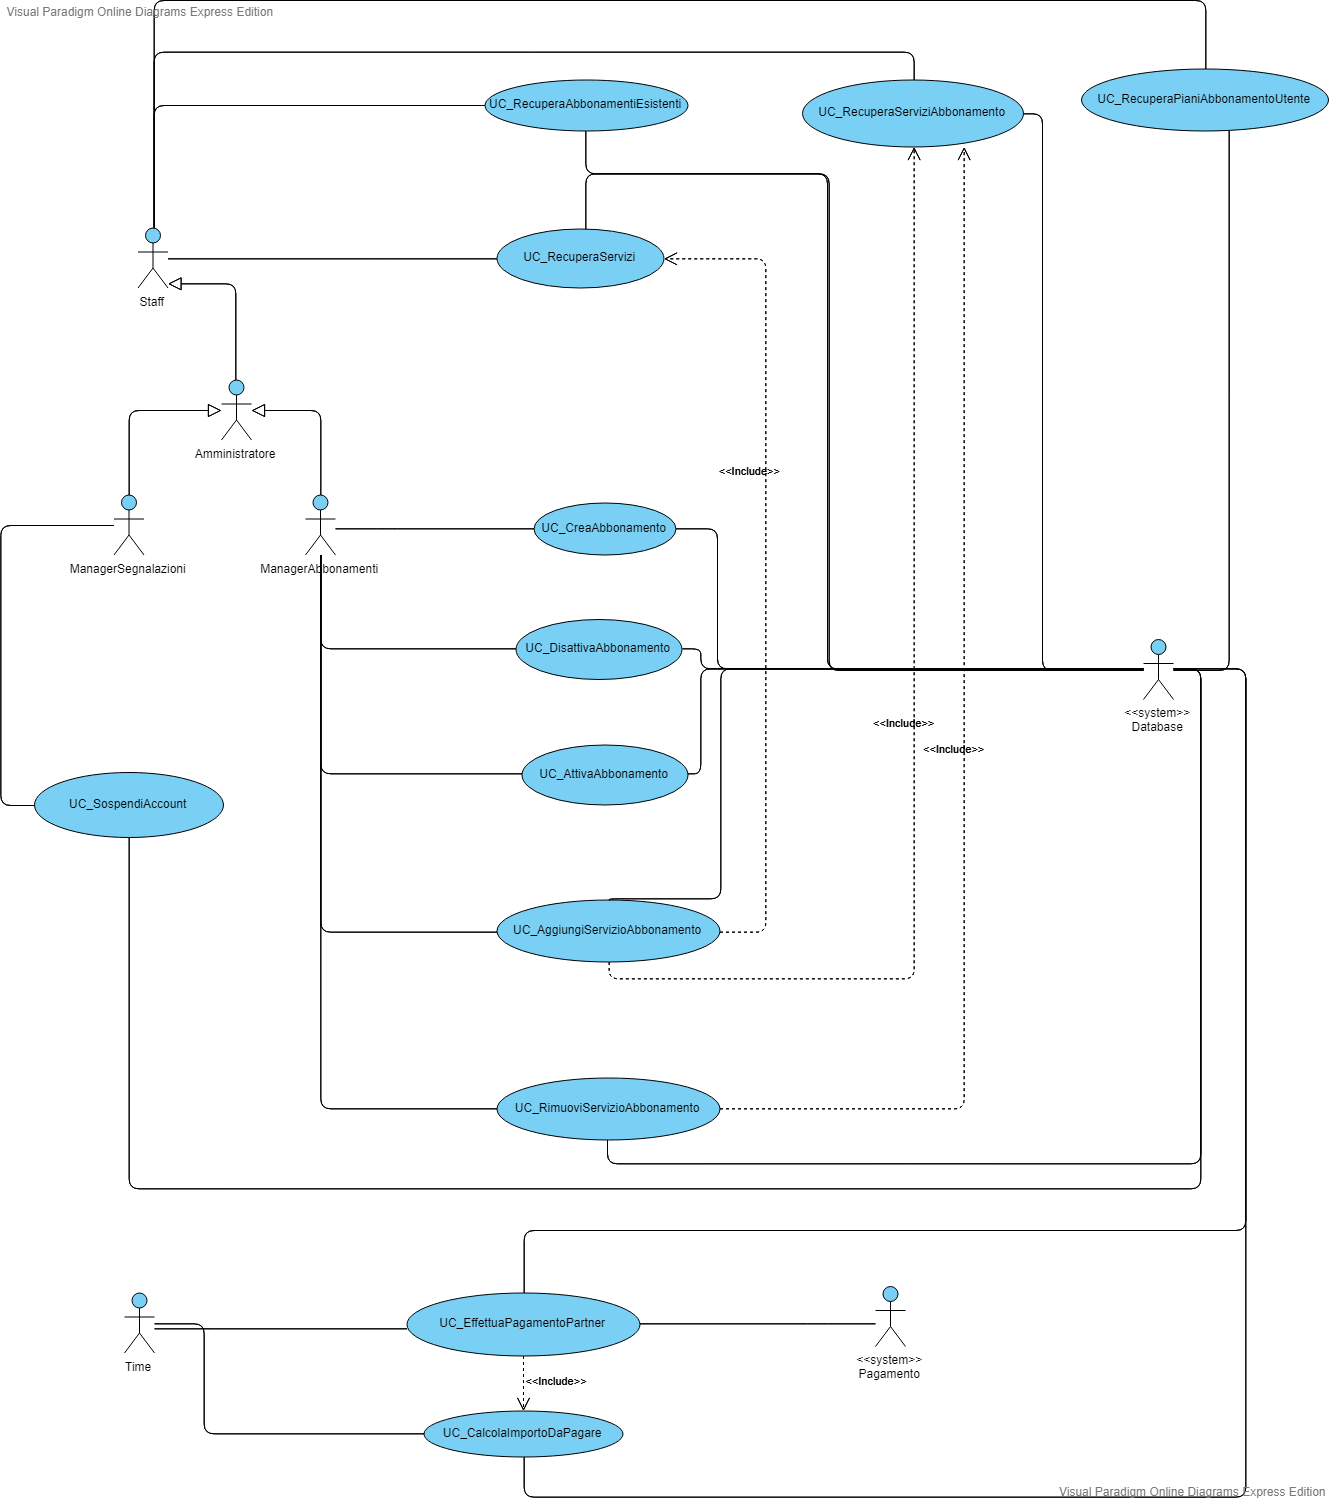 Visual Paradigm Online Diagrams Express Edition
UC_RecuperaPianiAbbonamentoUtente
UC_RecuperaAbbonamentiEsistenti
UC_RecuperaServiziAbbonamento
UC_RecuperaServizi
Staff
Amministratore
<<Include>>
UC_CreaAbbonamento
ManagerSegnalazioni
ManagerAbbonamenti
UC_DisattivaAbbonamento
<<system>>
Database
<<Include>>
<<Include>>
UC_AttivaAbbonamento
UC_SospendiAccount
UC_AggiungiServizioAbbonamento
UC_RimuoviServizioAbbonamento
UC_EffettuaPagamentoPartner
Time
<<system>>
Pagamento
<<Include>>
UC_CalcolaImportoDaPagare
Visual Paradigm Online Diagrams Express Edition